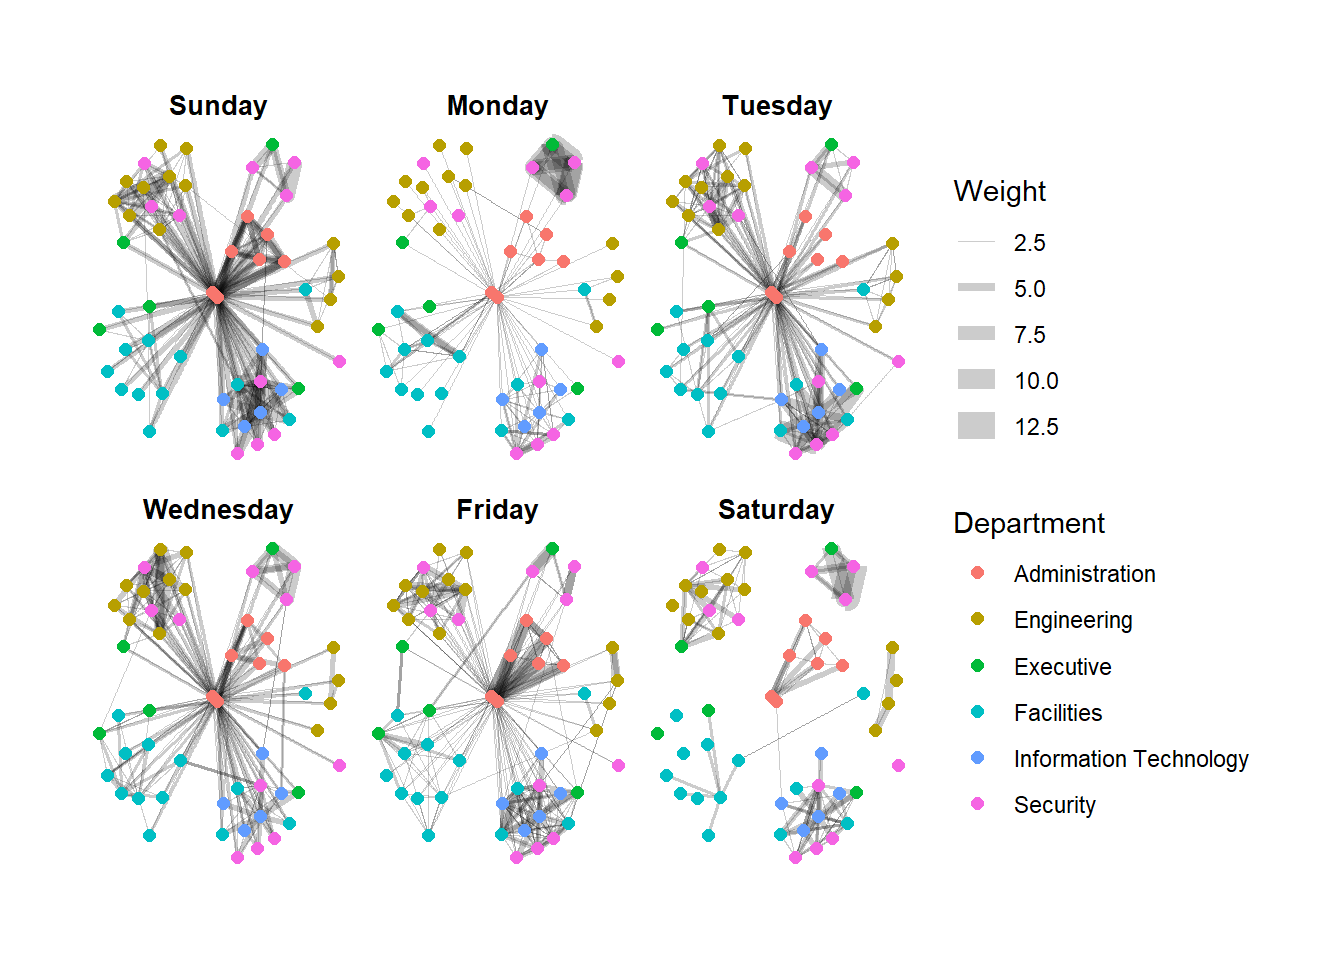 Sunday
Monday
Tuesday
Wednesday
Friday
Saturday
Weight
2.5
5.0
7.5
10.0
12.5
Department
Administration
Engineering
Executive
Facilities
Information Technology
Security